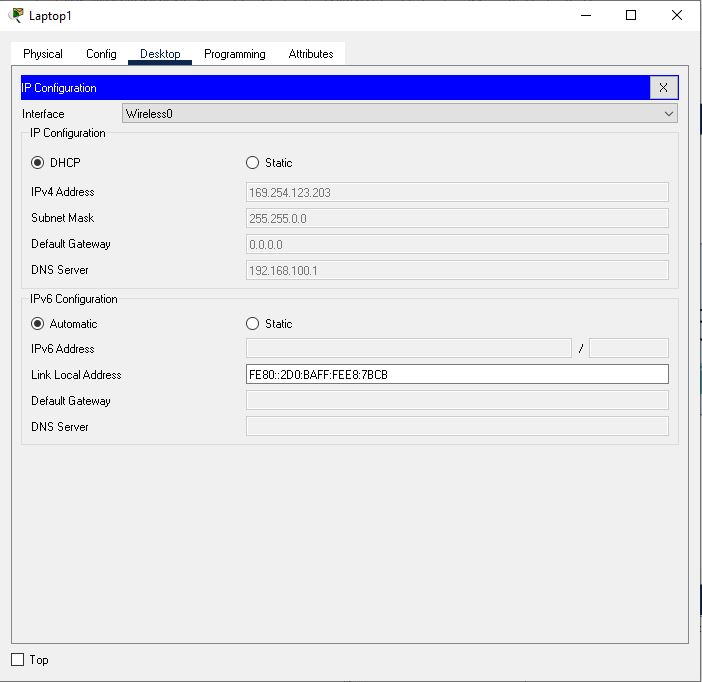 Laptop1
Physical Config Desktop Programming Attributes
IP Configuration X
Interface Wireless0
IP Configuration
DHCP Static
IPv4 Address 169.254.123.203
Subnet Mask 255.255.0.0
Default Gateway 0.0.0.0
DNS Server 192.168.100.1
IPv6 Configuration
Automatic Static
IPv6 Address /
Link Local Address FE80::2D0:BAFF:FEE8:7BCB
Default Gateway
DNS Server
Top